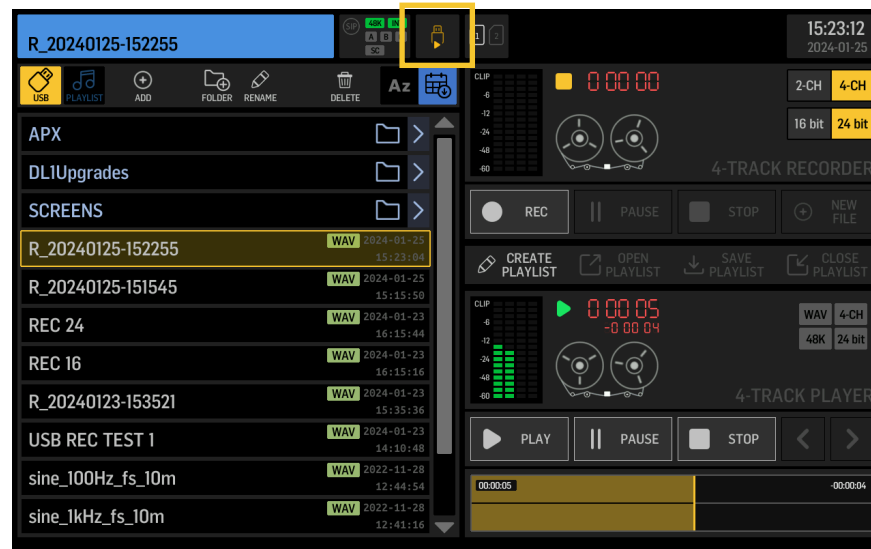 R_20240125-152255
SIP 48K INT
A B
SC
1 2
15:23:12
2024-01-25
USB
PLAYLIST
ADD
FOLDER
RENAME
DELETE
Az
APX
DL1Upgrades
SCREENS
R_20240125-152255 WAV 2024-01-25
15:23:04
R_20240125-151545 WAV 2024-01-25
15:15:50
REC 24 WAV 2024-01-23
16:15:44
REC 16 WAV 2024-01-23
16:15:16
R_20240123-153521 WAV 2024-01-23
15:35:36
USB REC TEST 1 WAV 2024-01-23
14:10:48
sine_100Hz_fs_10m WAV 2022-11-28
12:44:54
sine_1kHz_fs_10m WAV 2022-11-28
12:41:16
CLIP
-6
-12
-24
-48
-60
0 00 00
2-CH 4-CH
16 bit 24 bit
4-TRACK RECORDER
REC
PAUSE
STOP
NEW
FILE
CREATE
PLAYLIST
OPEN
PLAYLIST
SAVE
PLAYLIST
CLOSE
PLAYLIST
CLIP
-6
-12
-24
-48
-60
0 00 05
-0 00 04
WAV 4-CH
48K 24 bit
4-TRACK PLAYER
PLAY
PAUSE
STOP
00:00:05
-00:00:04